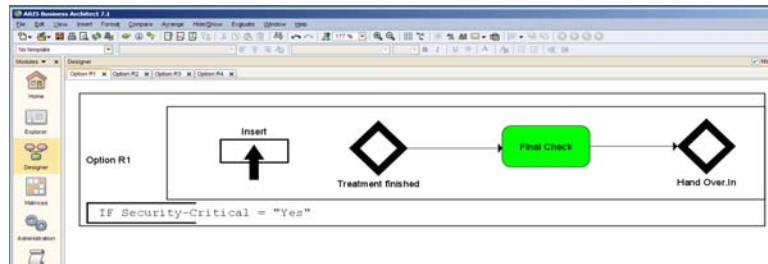 ARIS Business Architect 7.1
File Edit View Insert Format Compare Arrange Hide/Show Evaluate Window Help
No template
177%
B I U A
Modules
Designer
Option R1 Option R2 Option R3 Option R4
Home
Explorer
Designer
Matrices
Administration
Option R1
Insert
Treatment finished
Final Check
Hand Over.In
IF Security-Critical = "Yes"